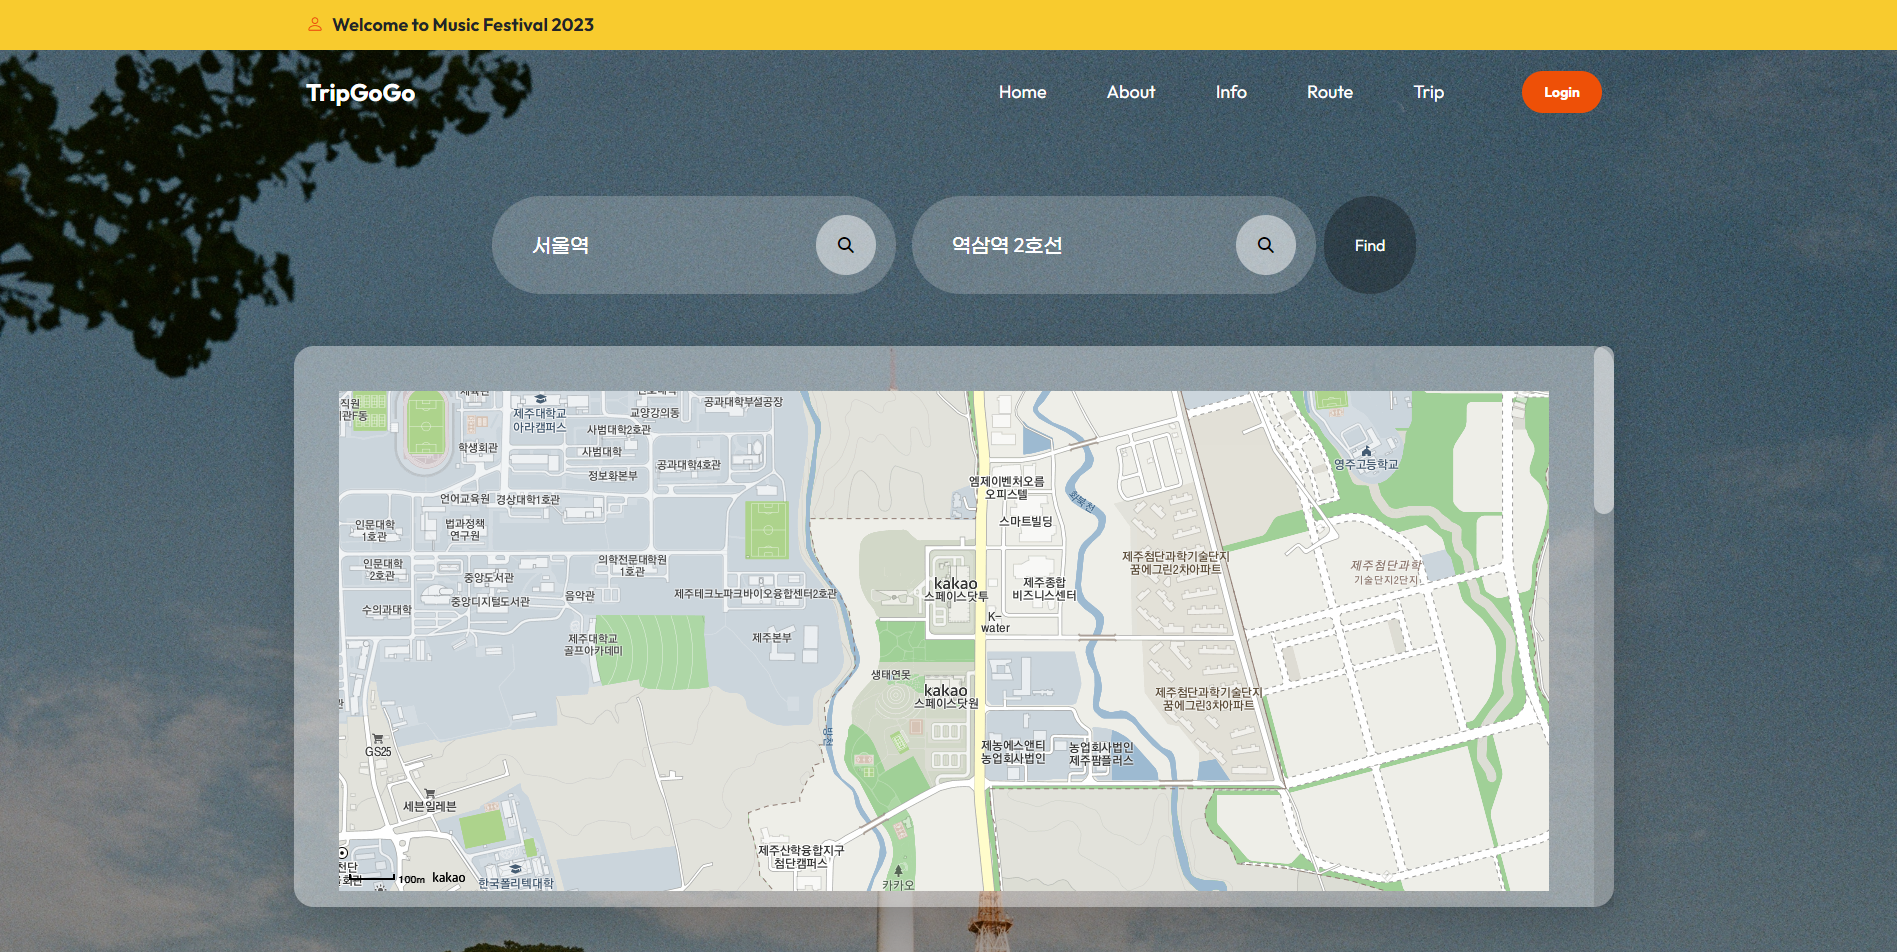 Welcome to Music Festival 2023
TripGoGo
Home
About
Info
Route
Trip
Login
서울역
역삼역 2호선
Find
직원
제주대학교
아라캠퍼스
교양강의동
공과대학부설공장
사범대학2호관
학생회관
사범대학
공과대학4호관
정보화본부
언어교육원
경상대학1호관
인문대학
1호관
법과정책
연구원
인문대학
2호관
의학전문대학원
1호관
중앙도서관
중앙디지털도서관
음악관
제주테크노파크바이오융합센터2호관
수의과대학
제주대학교
골프아카데미
제주본부
엠제이벤처오름
오피스텔
스마트빌딩
화북천
영주고등학교
제주첨단과학기술단지
꿈에그린2차아파트
제주첨단과학
기술단지2단지
kakao
스페이스닷투
제주종합
비즈니스센터
K-
water
생태연못
kakao
스페이스닷원
제주첨단과학기술단지
꿈에그린3차아파트
GS25
제농에스앤티
농업회사법인
농업회사법인
제주팜플러스
세븐일레븐
제주산학융합지구
첨단캠퍼스
카카오
100m
kakao
한국폴리텍대학